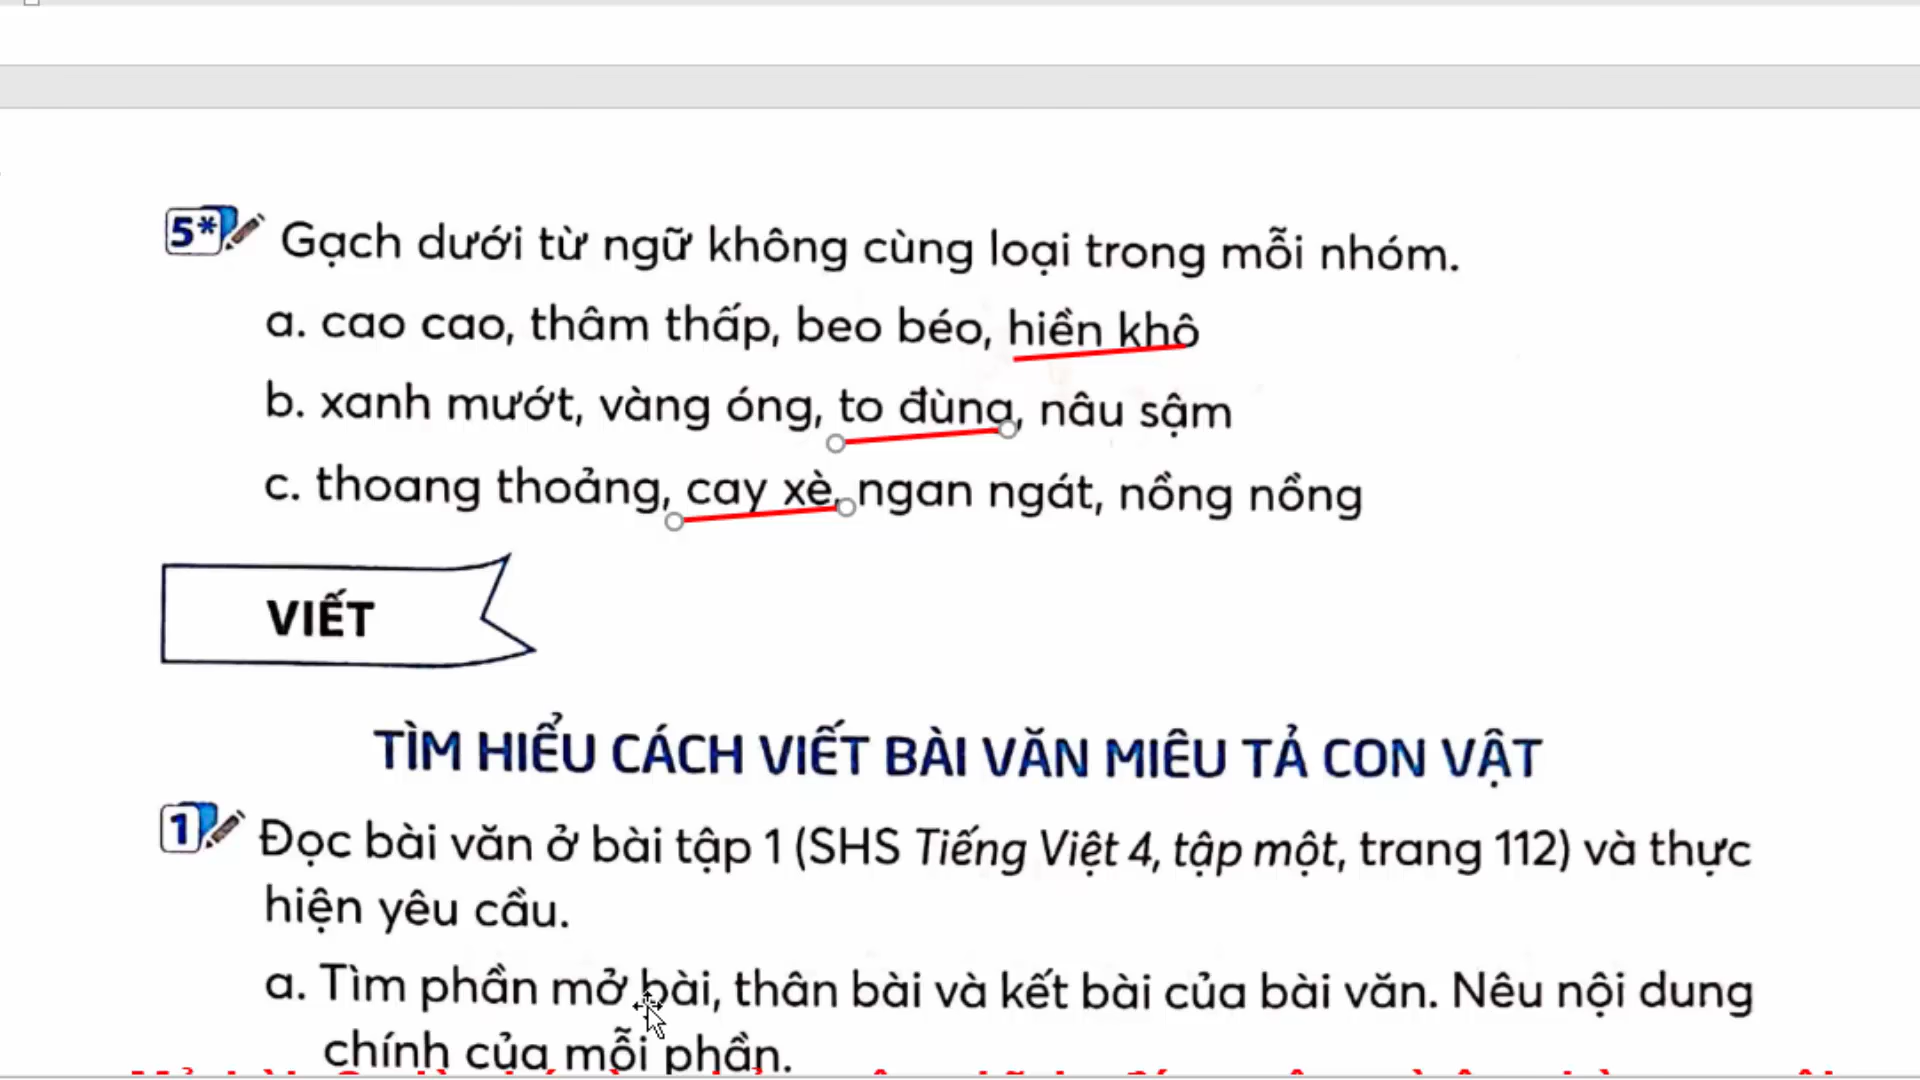 5* Gạch dưới từ ngữ không cùng loại trong mỗi nhóm.
a. cao cao, thâm thấp, beo béo, hiền khô
b. xanh mướt, vàng óng, to đùng, nâu sậm
c. thoang thoảng, cay xè, ngan ngát, nồng nồng
VIẾT
TÌM HIỂU CÁCH VIẾT BÀI VĂN MIÊU TẢ CON VẬT
1 Đọc bài văn ở bài tập 1 (SHS Tiếng Việt 4, tập một, trang 112) và thực
hiện yêu cầu.
a. Tìm phần mở bài, thân bài và kết bài của bài văn. Nêu nội dung
chính của mỗi phần.